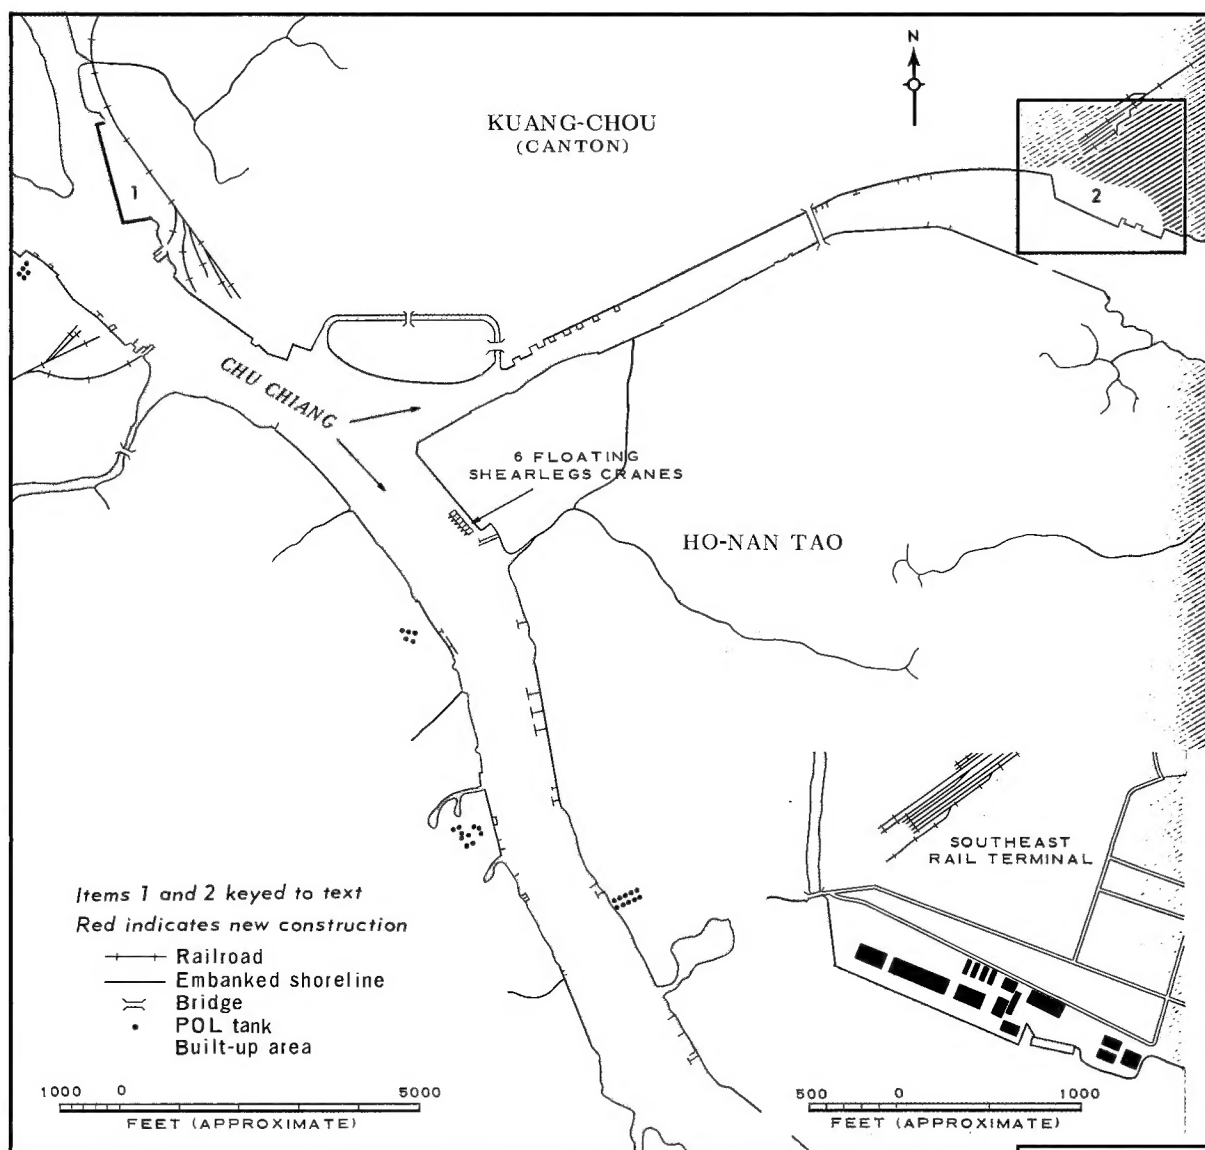 N
KUANG-CHOU
(CANTON)
1
2
CHU CHIANG
6 FLOATING
SHEARLEGS CRANES
HO-NAN TAO
SOUTHEAST
RAIL TERMINAL
Items 1 and 2 keyed to text
Red indicates new construction
Railroad
Embanked shoreline
Bridge
POL tank
Built-up area
1000 0 5000
FEET (APPROXIMATE)
500 0 1000
FEET (APPROXIMATE)